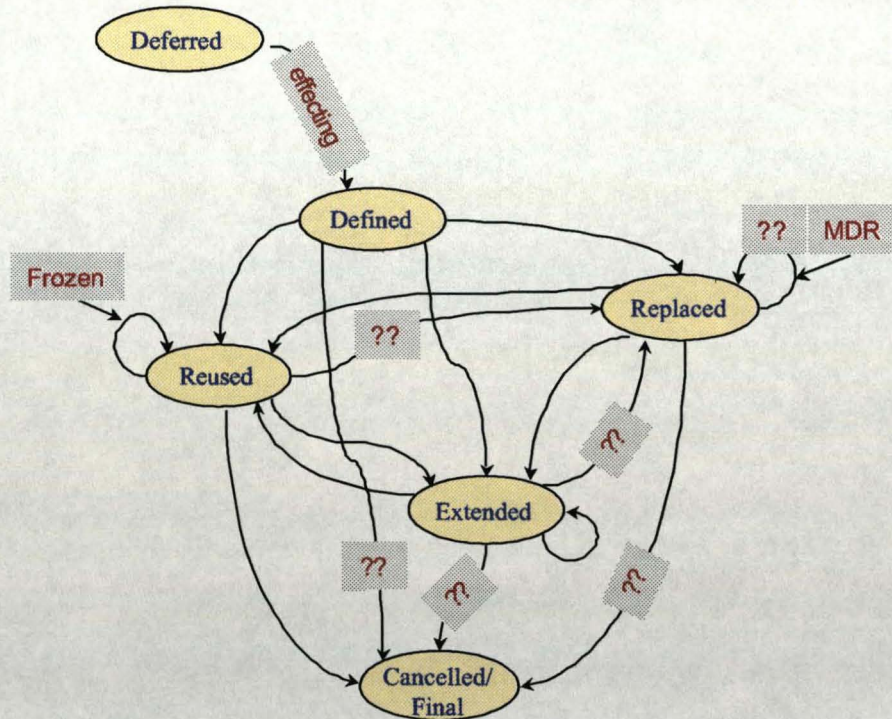 Deferred
effecting
Defined
?? MDR
Frozen
Replaced
??
Reused
??
Extended
??
??
??
Cancelled/
Final